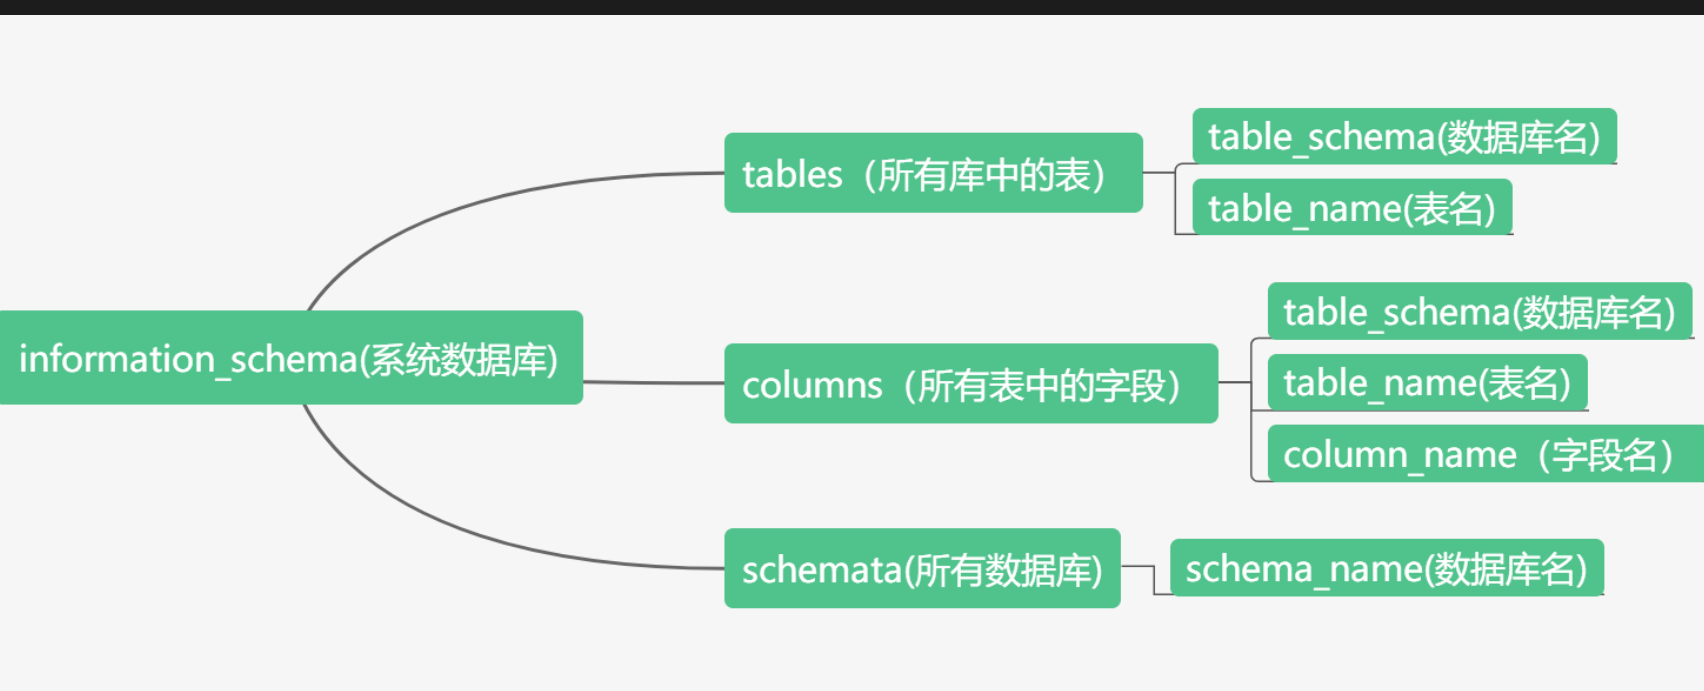 information_schema(系统数据库)
tables（所有库中的表）
table_schema(数据库名)
table_name(表名)
columns（所有表中的字段）
table_schema(数据库名)
table_name(表名)
column_name（字段名）
schemata(所有数据库)
schema_name(数据库名)